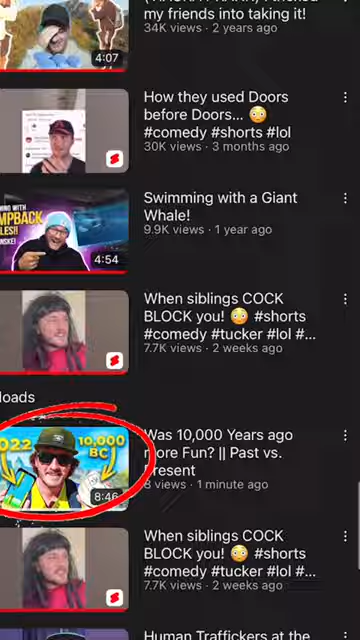 my friends into taking it!
34K views · 2 years ago
4:07
How they used Doors
before Doors... 😳
#comedy #shorts #lol
30K views · 3 months ago
Swimming with a Giant
Whale!
9.9K views · 1 year ago
4:54
When siblings COCK
BLOCK you! 😳 #shorts
#comedy #tucker #lol #...
7.7K views · 2 weeks ago
loads
2022
10,000
BC
8:46
Was 10,000 Years ago
more Fun? || Past vs.
Present
8 views · 1 minute ago
When siblings COCK
BLOCK you! 😳 #shorts
#comedy #tucker #lol #...
7.7K views · 2 weeks ago
Human Traffickers at the